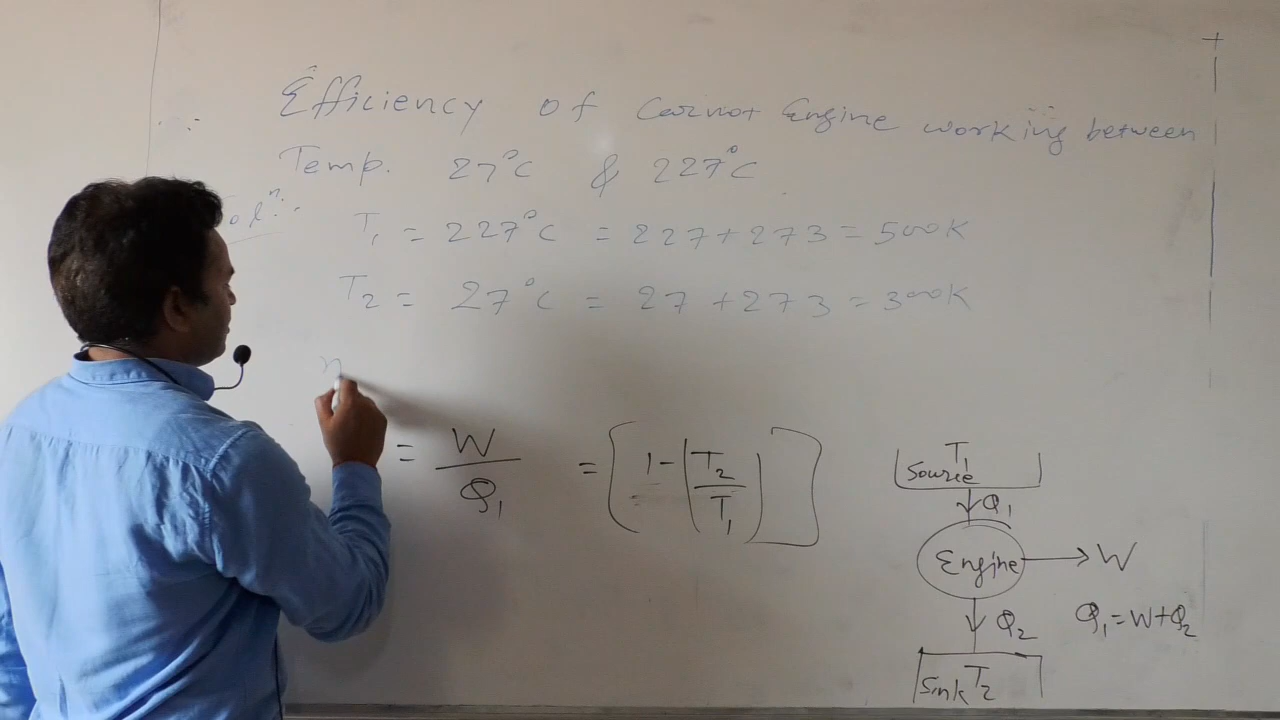 Efficiency of Carnot Engine working between
Temp. 27°C & 227°C
Solⁿ:
T₁ = 227°C = 227+273 = 500K
T₂ = 27°C = 27+273 = 300K
η
= W/Q₁ = [1-(T₂/T₁)]
T₁
Source
Q₁
Engine → W
Q₂
Q₁=W+Q₂
Sink T₂